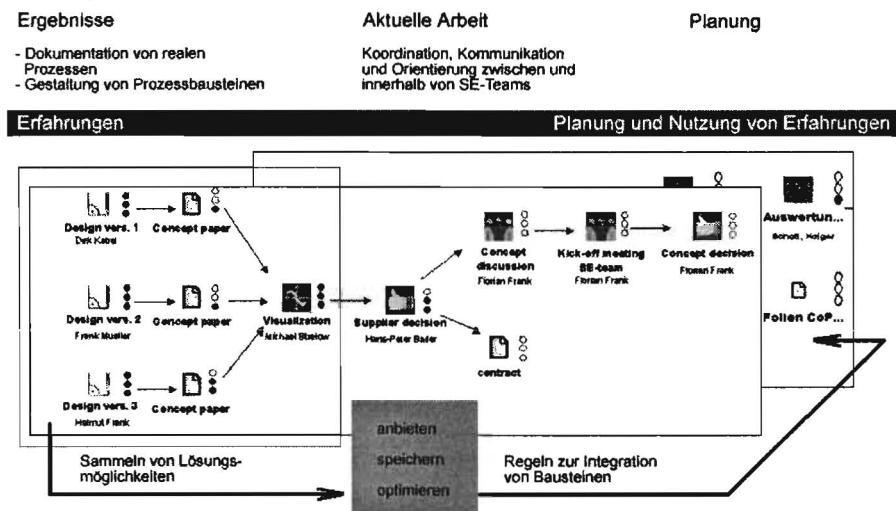 Ergebnisse
Aktuelle Arbeit
Planung
- Dokumentation von realen
Prozessen
- Gestaltung von Prozessbausteinen
Koordination, Kommunikation
und Orientierung zwischen und
innerhalb von SE-Teams
Erfahrungen
Planung und Nutzung von Erfahrungen
Design vers. 1
Dirk Kabel
Concept paper
Design vers. 2
Frank Mueller
Concept paper
Design vers. 3
Helmut Frank
Concept paper
Visualization
Michael
Supplier decision
Hans-Peter
Concept
discussion
Florian Frank
Kick-off meeting
SE-team
Florian Frank
Concept decision
Florian Frank
contract
Auswertun...
Holger
Folien CoP...
anbieten
speichern
optimieren
Sammeln von Lösungs-
möglichkeiten
Regeln zur Integration
von Bausteinen